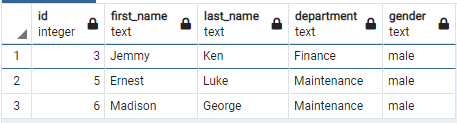 id first_name last_name department gender
integer text text text text
1 3 Jemmy Ken Finance male
2 5 Ernest Luke Maintenance male
3 6 Madison George Maintenance male